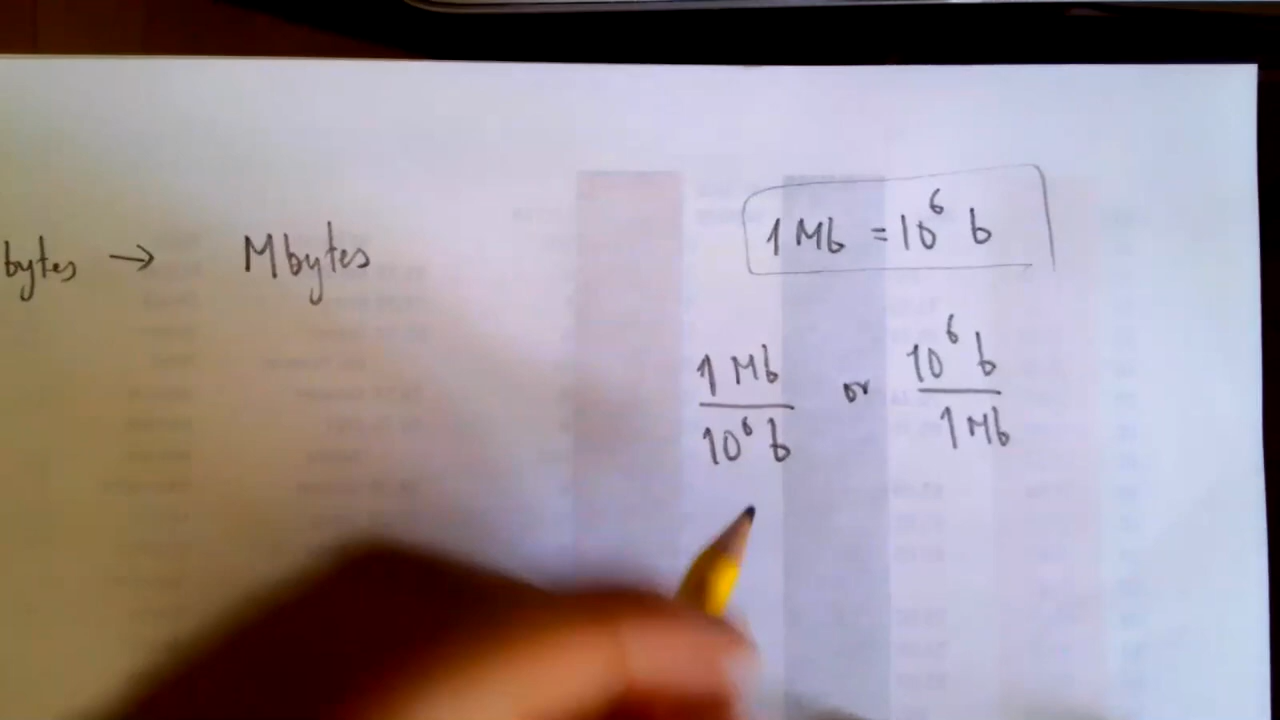 bytes → Mbytes
1 Mb = 10⁶ b
1 Mb / 10⁶ b or 10⁶ b / 1 Mb